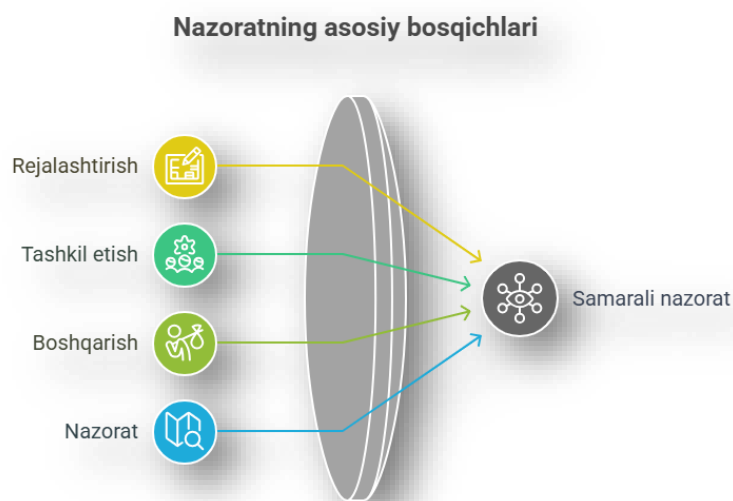 Nazoratning asosiy bosqichlari
Rejalashtirish
Tashkil etish
Boshqarish
Nazorat
Samarali nazorat